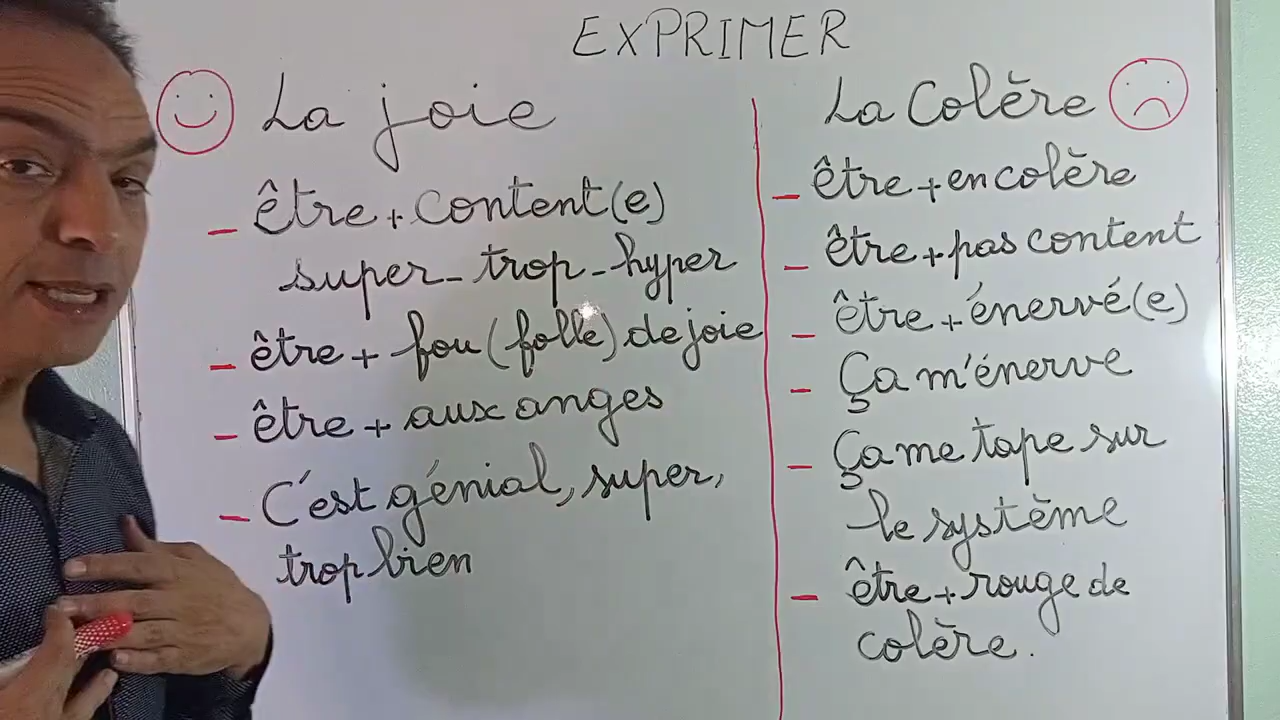 EXPRIMER
La joie
- être + content(e)
super - trop - hyper
- être + fou (folle) de joie
- être + aux anges
- C'est génial, super,
trop bien
La Colère
- être + en colère
- être + pas content
- être + énervé(e)
- Ça m'énerve
- Ça me tape sur
le système
- être + rouge de
colère.